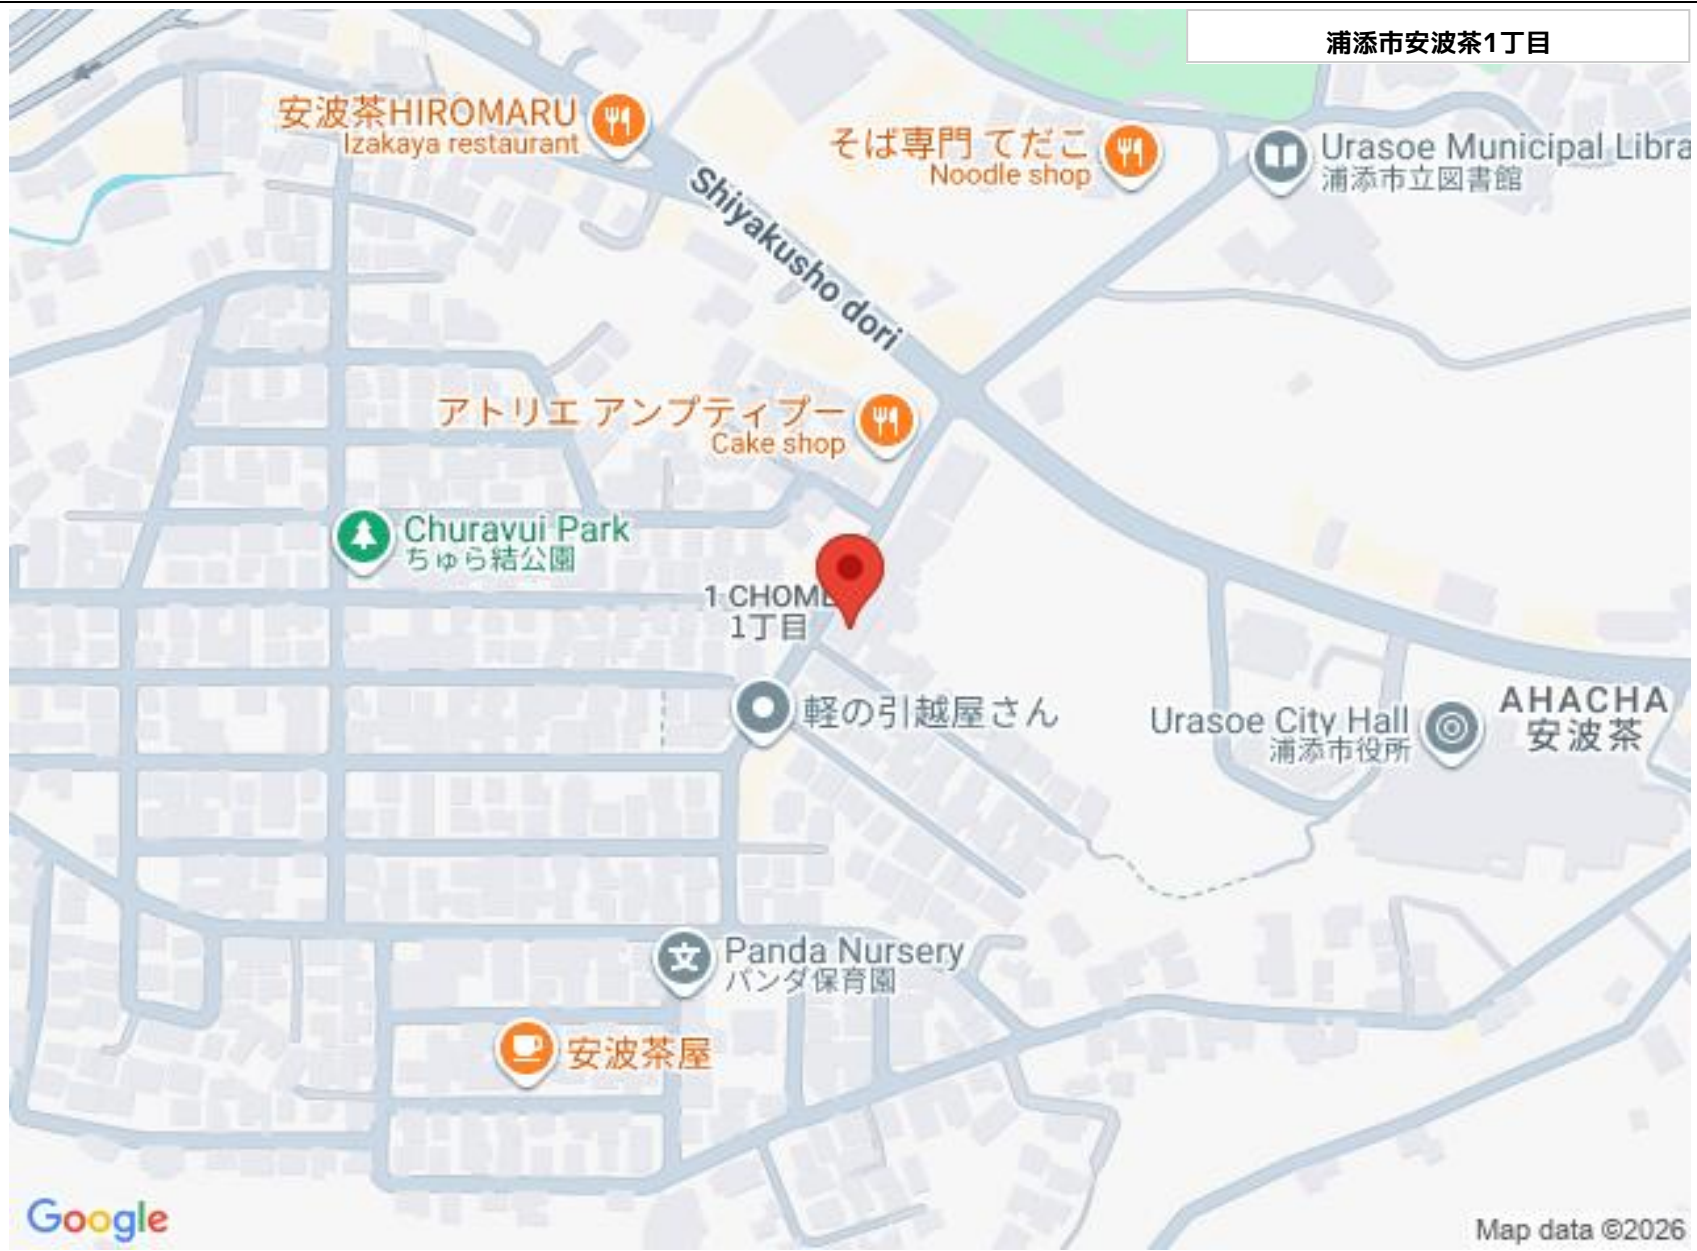 浦添市安波茶1丁目
安波茶HIROMARU
Izakaya restaurant
そば専門 てだこ
Noodle shop
Urasoe Municipal Libra
浦添市立図書館
Shiyakusho dori
アトリエ アンプティプー
Cake shop
Churavui Park
ちゅら結公園
1 CHOME
1丁目
軽の引越屋さん
Urasoe City Hall
浦添市役所
AHACHA
安波茶
Panda Nursery
パンダ保育園
安波茶屋
Google
Map data ©2026